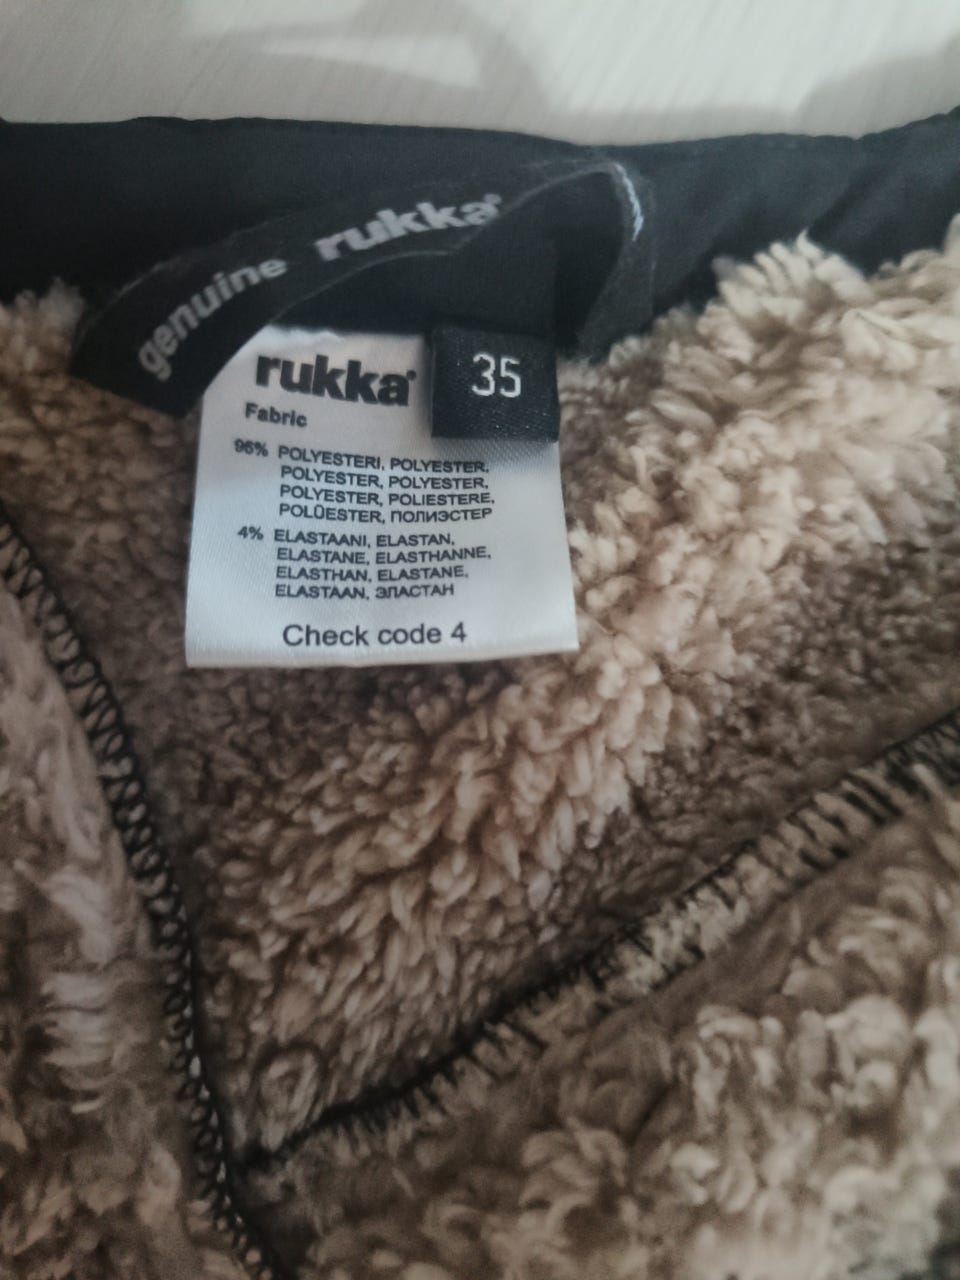 genuine rukka®
rukka®
35
Fabric
96% POLYESTERI, POLYESTER,
POLYESTER, POLYESTER,
POLYESTER, POLIESTERE,
POLÜESTER, ПОЛИЭСТЕР
4% ELASTAANI, ELASTAN,
ELASTANE, ELASTHANNE,
ELASTHAN, ELASTANE,
ELASTAAN, ЭЛАСТАН
Check code 4